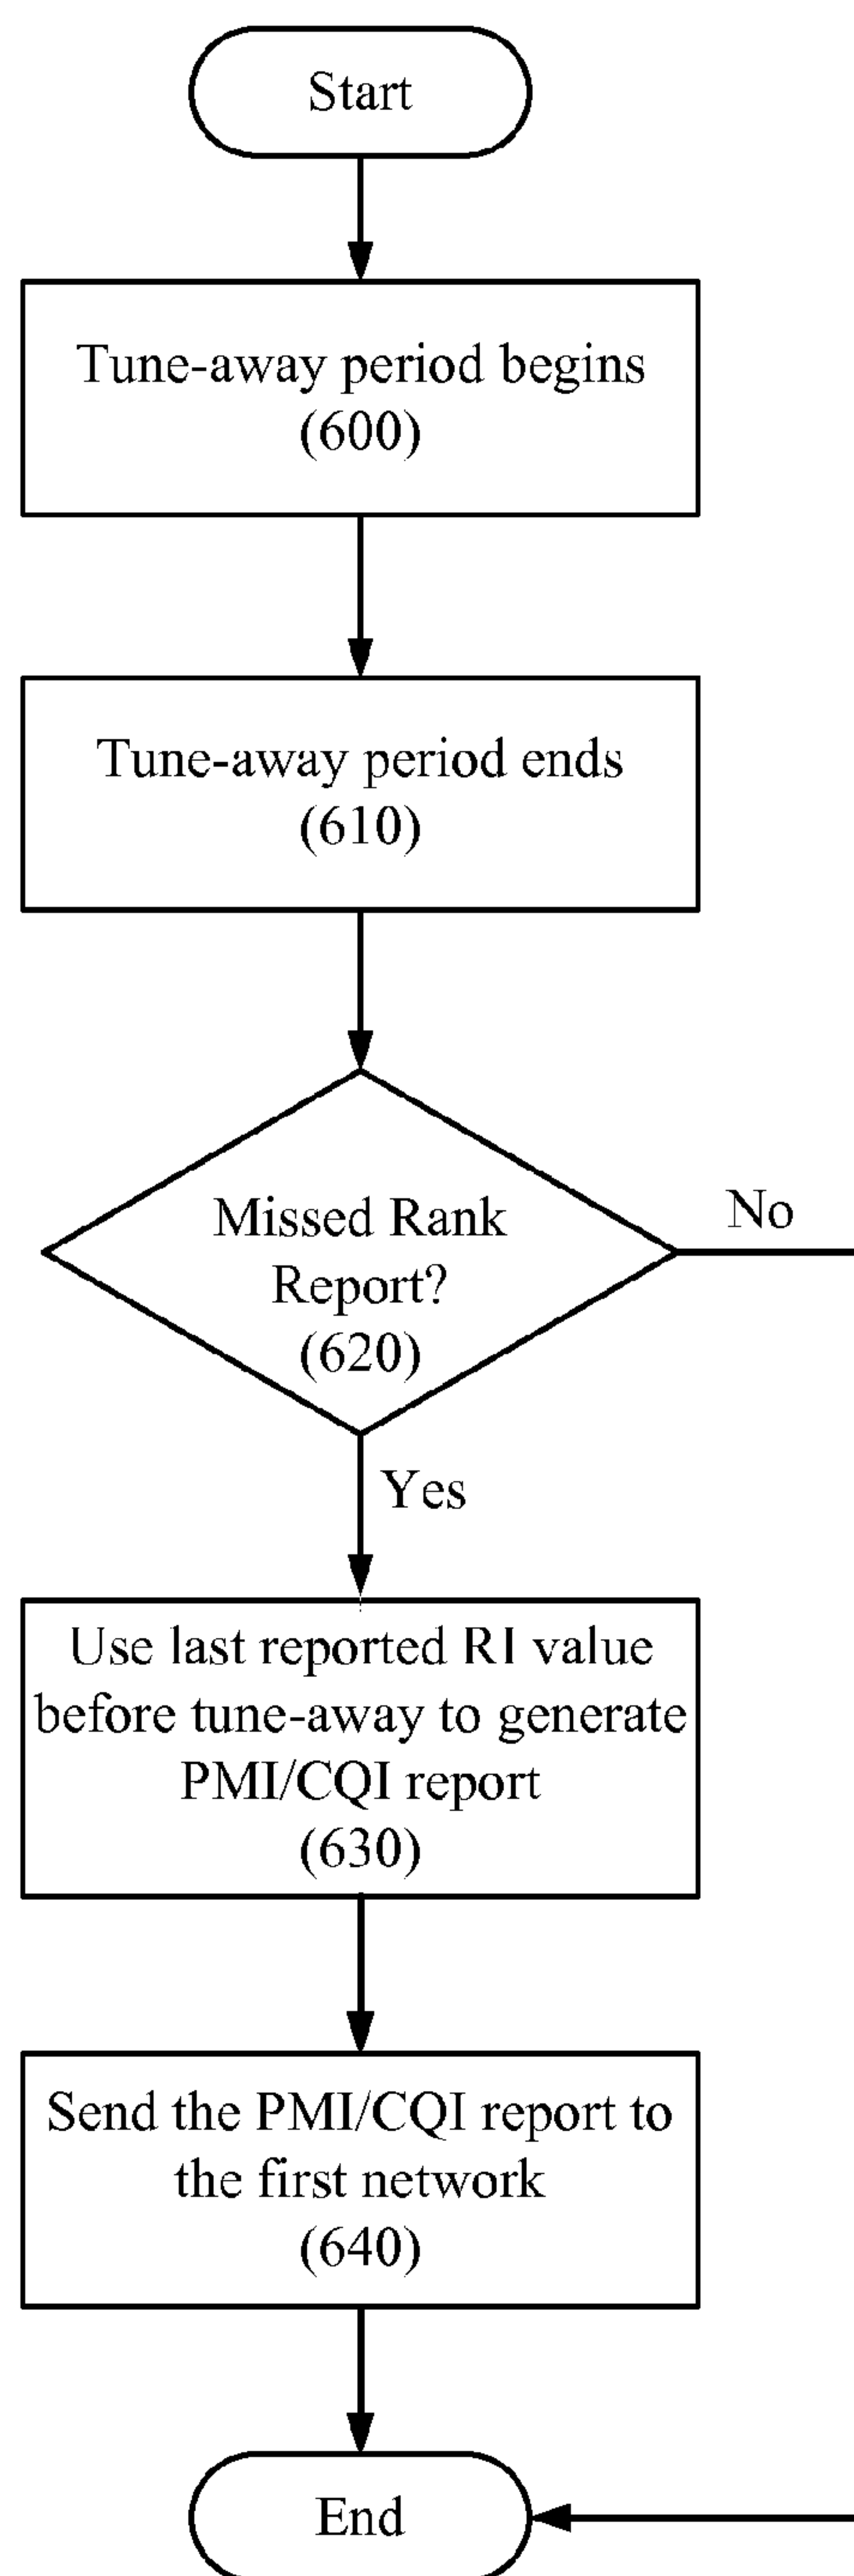 Start
Tune-away period begins
(600)
Tune-away period ends
(610)
Missed Rank
Report?
(620)
No
Yes
Use last reported RI value
before tune-away to generate
PMI/CQI report
(630)
Send the PMI/CQI report to
the first network
(640)
End